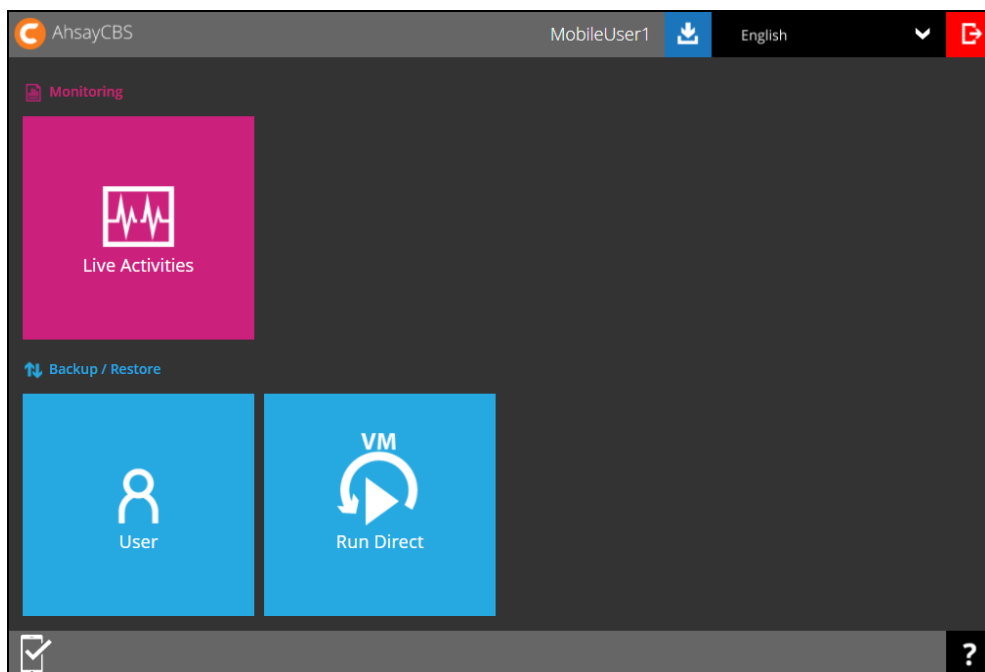 AhsayCBS MobileUser1 English
Monitoring
Live Activities
Backup / Restore
User
VM
Run Direct
?